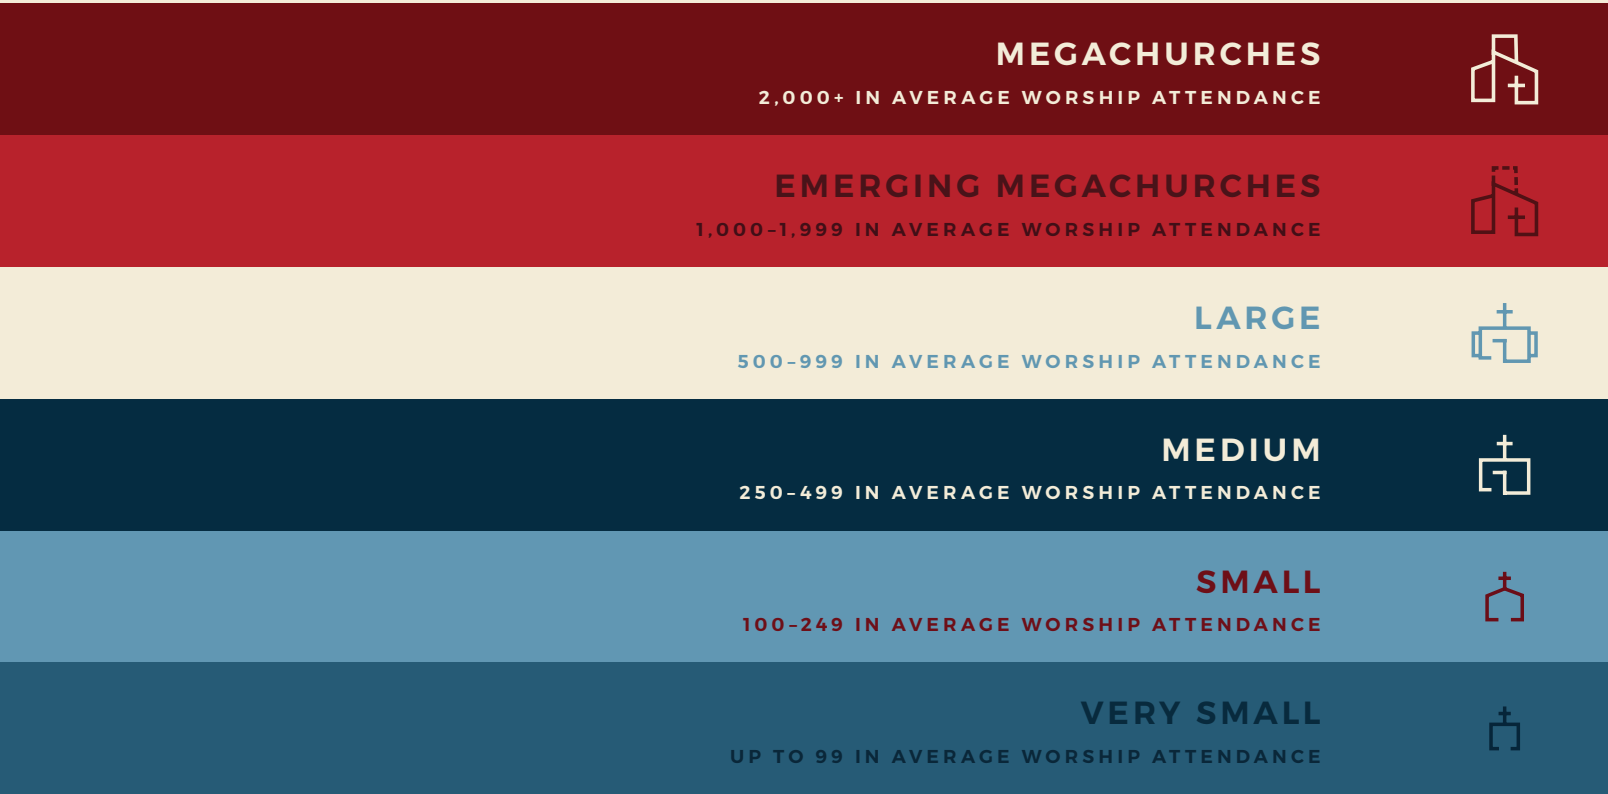 MEGACHURCHES
2,000+ IN AVERAGE WORSHIP ATTENDANCE
EMERGING MEGACHURCHES
1,000–1,999 IN AVERAGE WORSHIP ATTENDANCE
LARGE
500–999 IN AVERAGE WORSHIP ATTENDANCE
MEDIUM
250–499 IN AVERAGE WORSHIP ATTENDANCE
SMALL
100–249 IN AVERAGE WORSHIP ATTENDANCE
VERY SMALL
UP TO 99 IN AVERAGE WORSHIP ATTENDANCE